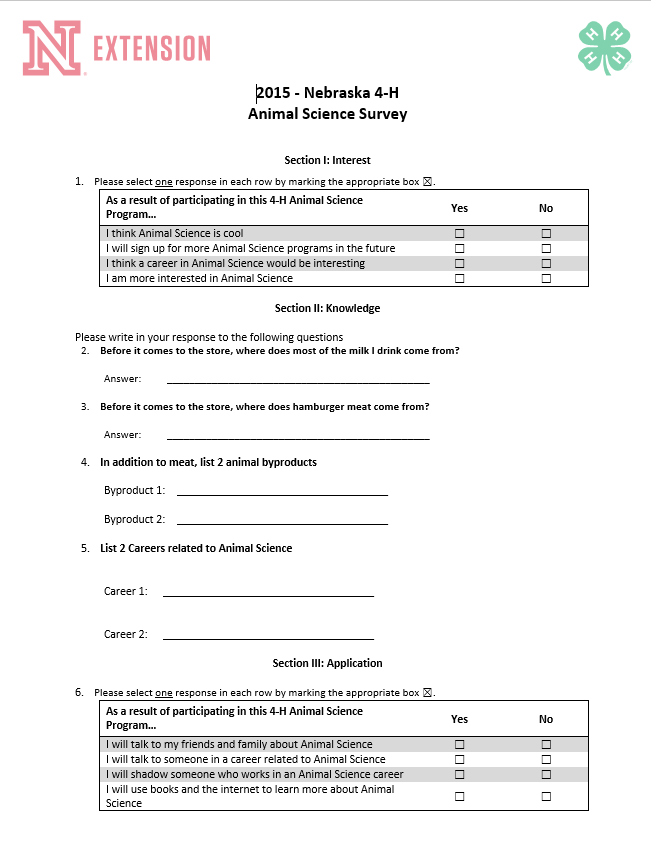 N EXTENSION
H H H H
2015 - Nebraska 4-H
Animal Science Survey
Section I: Interest
1. Please select one response in each row by marking the appropriate box ☒.
As a result of participating in this 4-H Animal Science
Program… Yes No
I think Animal Science is cool ☐ ☐
I will sign up for more Animal Science programs in the future ☐ ☐
I think a career in Animal Science would be interesting ☐ ☐
I am more interested in Animal Science ☐ ☐
Section II: Knowledge
Please write in your response to the following questions
2. Before it comes to the store, where does most of the milk I drink come from?
Answer: ____________________
3. Before it comes to the store, where does hamburger meat come from?
Answer: ____________________
4. In addition to meat, list 2 animal byproducts
Byproduct 1: ____________________
Byproduct 2: ____________________
5. List 2 Careers related to Animal Science
Career 1: ____________________
Career 2: ____________________
Section III: Application
6. Please select one response in each row by marking the appropriate box ☒.
As a result of participating in this 4-H Animal Science
Program… Yes No
I will talk to my friends and family about Animal Science ☐ ☐
I will talk to someone in a career related to Animal Science ☐ ☐
I will shadow someone who works in an Animal Science career ☐ ☐
I will use books and the internet to learn more about Animal
Science ☐ ☐